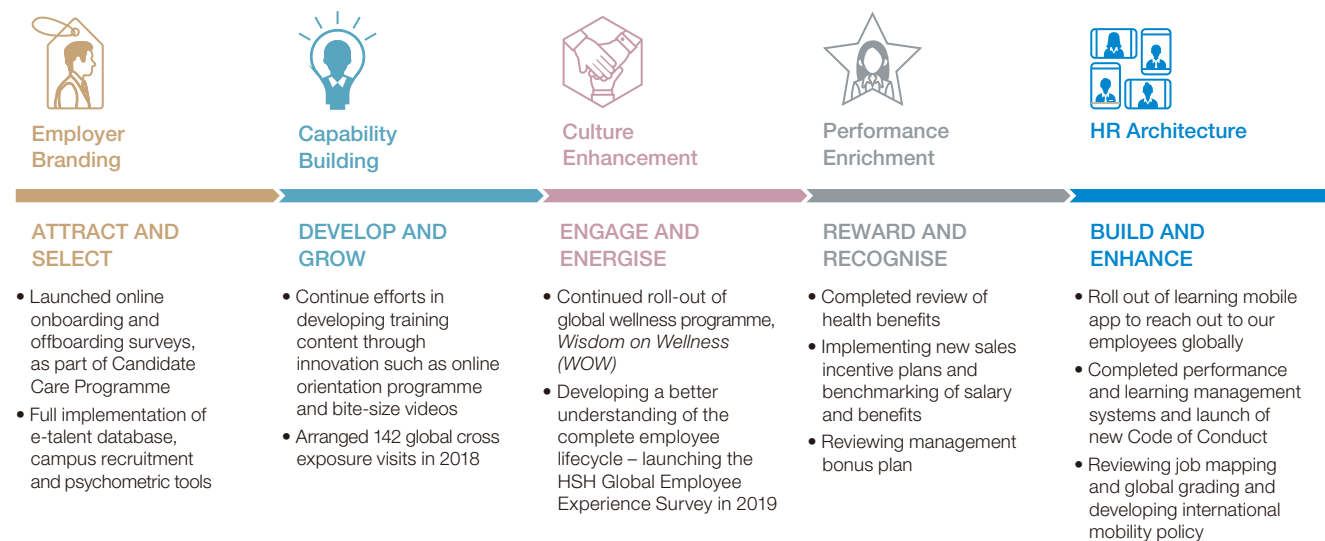 Employer
Branding
Capability
Building
Culture
Enhancement
Performance
Enrichment
HR Architecture
ATTRACT AND
SELECT
• Launched online
onboarding and
offboarding surveys,
as part of Candidate
Care Programme
• Full implementation of
e-talent database,
campus recruitment
and psychometric tools
DEVELOP AND
GROW
• Continue efforts in
developing training
content through
innovation such as online
orientation programme
and bite-size videos
• Arranged 142 global cross
exposure visits in 2018
ENGAGE AND
ENERGISE
• Continued roll-out of
global wellness programme,
Wisdom on Wellness
(WOW)
• Developing a better
understanding of the
complete employee
lifecycle – launching the
HSH Global Employee
Experience Survey in 2019
REWARD AND
RECOGNISE
• Completed review of
health benefits
• Implementing new sales
incentive plans and
benchmarking of salary
and benefits
• Reviewing management
bonus plan
BUILD AND
ENHANCE
• Roll out of learning mobile
app to reach out to our
employees globally
• Completed performance
and learning management
systems and launch of
new Code of Conduct
• Reviewing job mapping
and global grading and
developing international
mobility policy